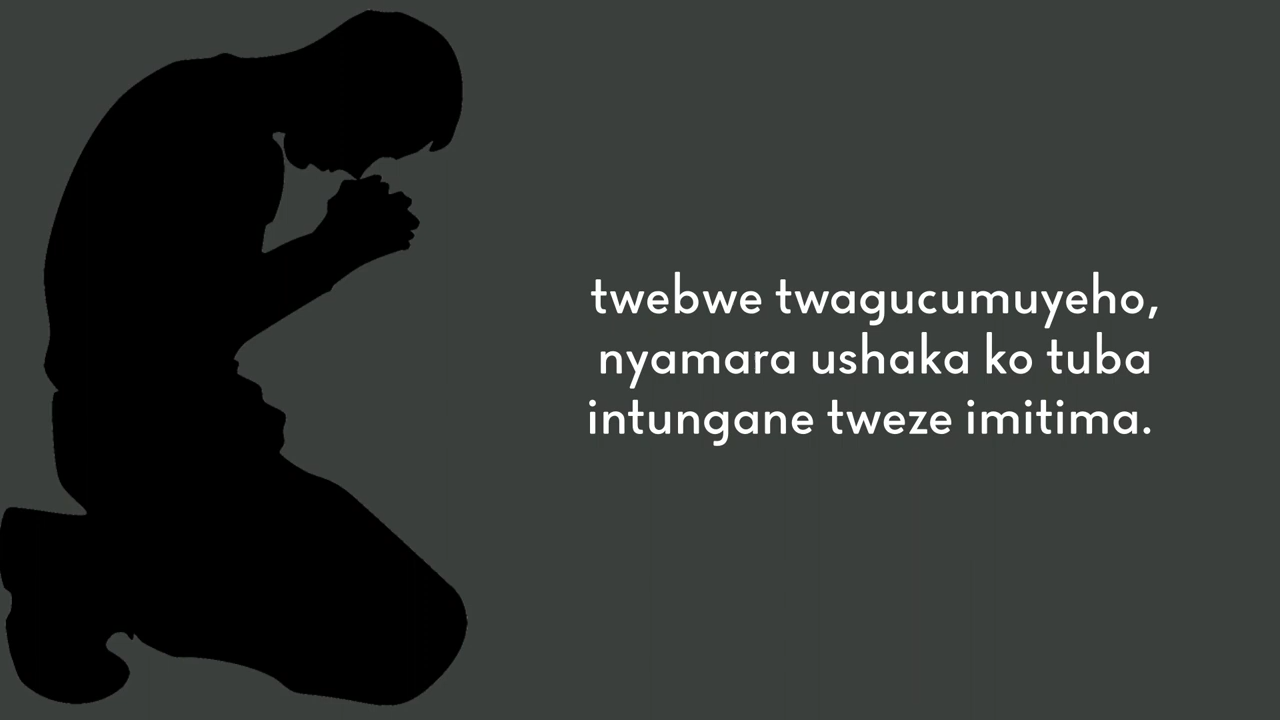 twebwe twagucumuyeho,
nyamara ushaka ko tuba
intungane tweze imitima.